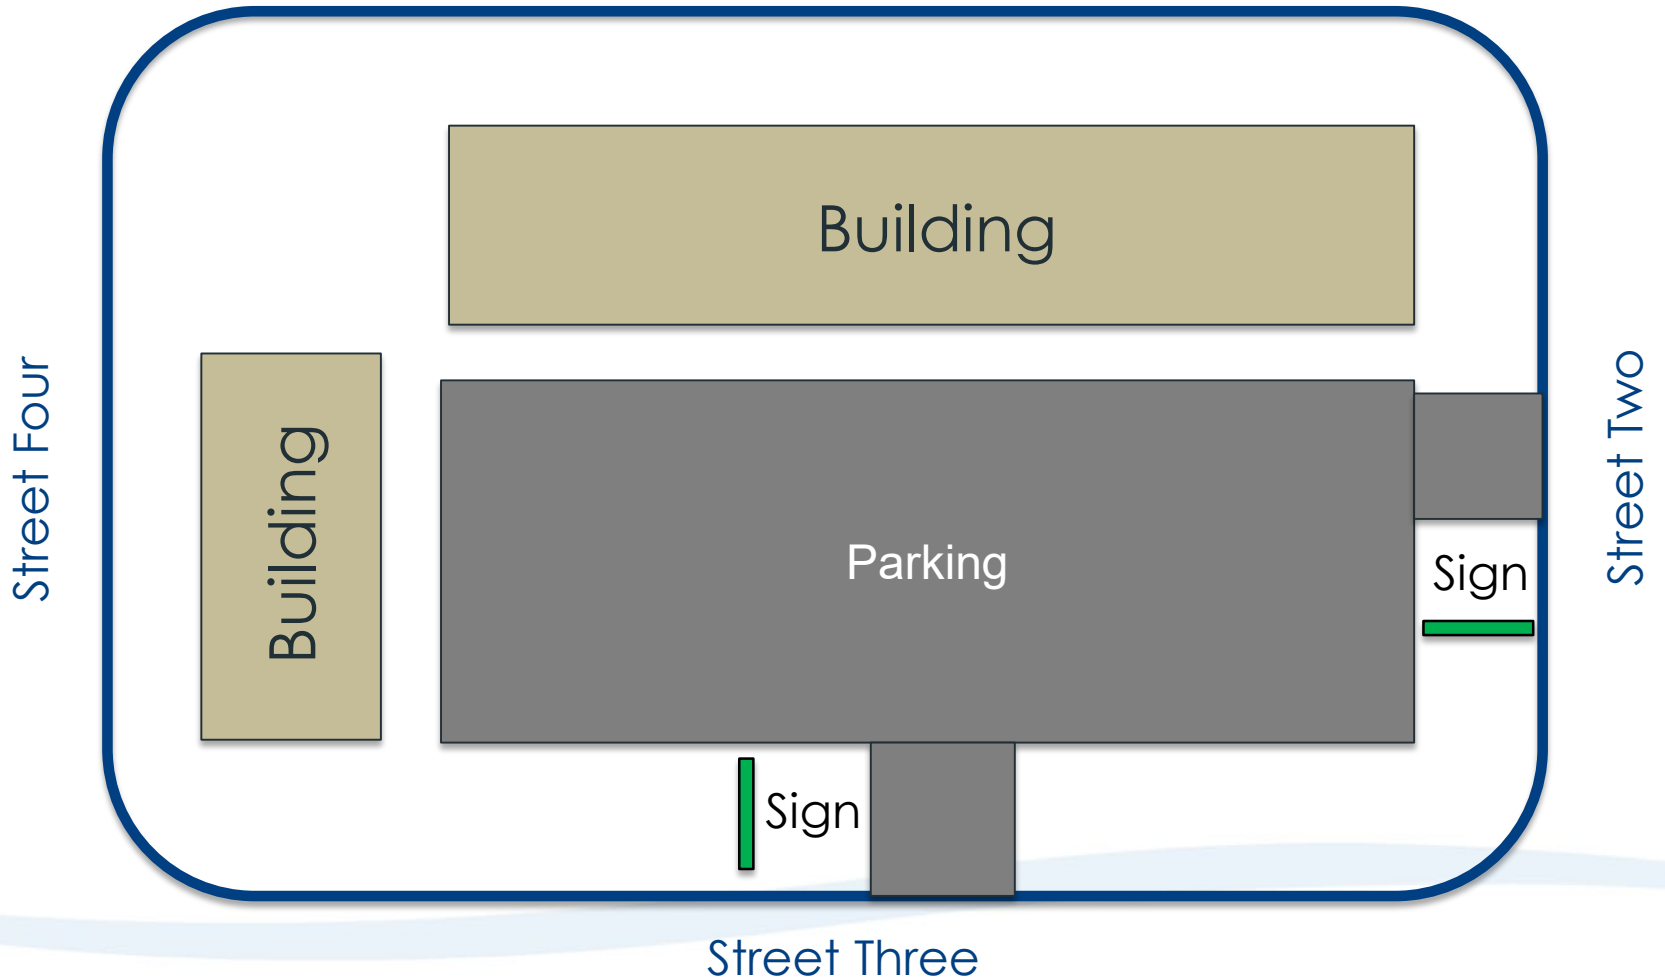 Building
Street Four
Building
Parking
Street Two
Sign
Sign
Street Three